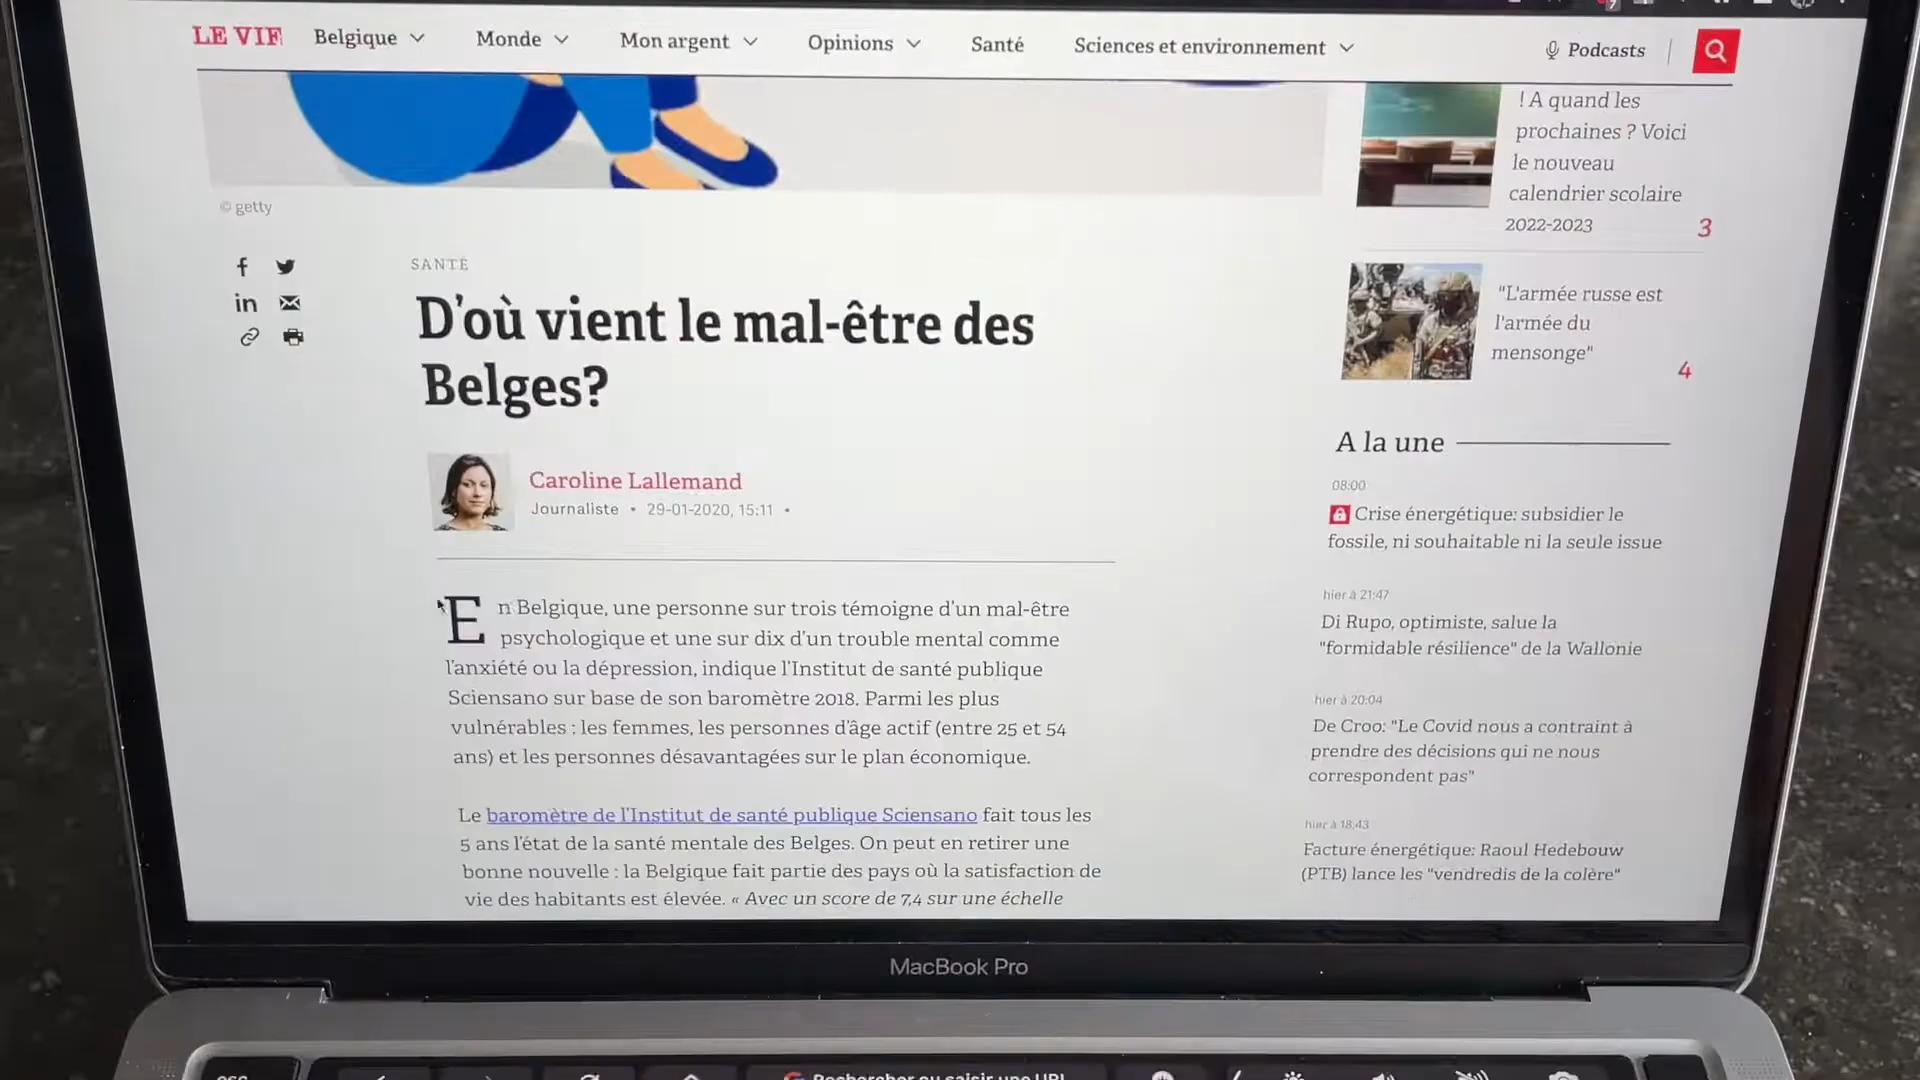 LE VIF
Belgique
Monde
Mon argent
Opinions
Santé
Sciences et environnement
Podcasts
© getty
SANTÉ
D'où vient le mal-être des
Belges?
Caroline Lallemand
Journaliste • 29-01-2020, 15:11 •
En Belgique, une personne sur trois témoigne d'un mal-être
psychologique et une sur dix d'un trouble mental comme
l'anxiété ou la dépression, indique l'Institut de santé publique
Sciensano sur base de son baromètre 2018. Parmi les plus
vulnérables : les femmes, les personnes d'âge actif (entre 25 et 54
ans) et les personnes désavantagées sur le plan économique.
Le baromètre de l'Institut de santé publique Sciensano fait tous les
5 ans l'état de la santé mentale des Belges. On peut en retirer une
bonne nouvelle : la Belgique fait partie des pays où la satisfaction de
vie des habitants est élevée. « Avec un score de 7,4 sur une échelle
! A quand les
prochaines ? Voici
le nouveau
calendrier scolaire
2022-2023
3
"L'armée russe est
l'armée du
mensonge"
4
A la une
08:00
Crise énergétique: subsidier le
fossile, ni souhaitable ni la seule issue
hier à 21:47
Di Rupo, optimiste, salue la
"formidable résilience" de la Wallonie
hier à 20:04
De Croo: "Le Covid nous a contraint à
prendre des décisions qui ne nous
correspondent pas"
hier à 18:43
Facture énergétique: Raoul Hedebouw
(PTB) lance les "vendredis de la colère"
MacBook Pro
esc
Rechercher ou saisir une URL